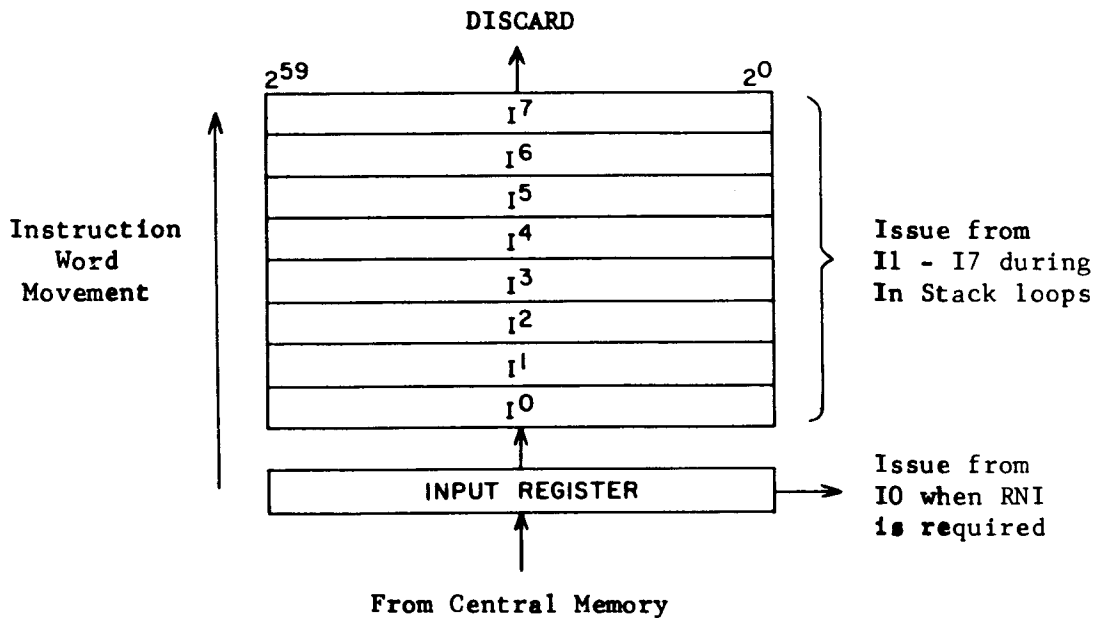 DISCARD
2^59 2^0
I^7
I^6
I^5
I^4
I^3
I^2
I^1
I^0
Instruction
Word
Movement
Issue from
I1 - I7 during
In Stack loops
INPUT REGISTER
Issue from
I0 when RNI
is required
From Central Memory